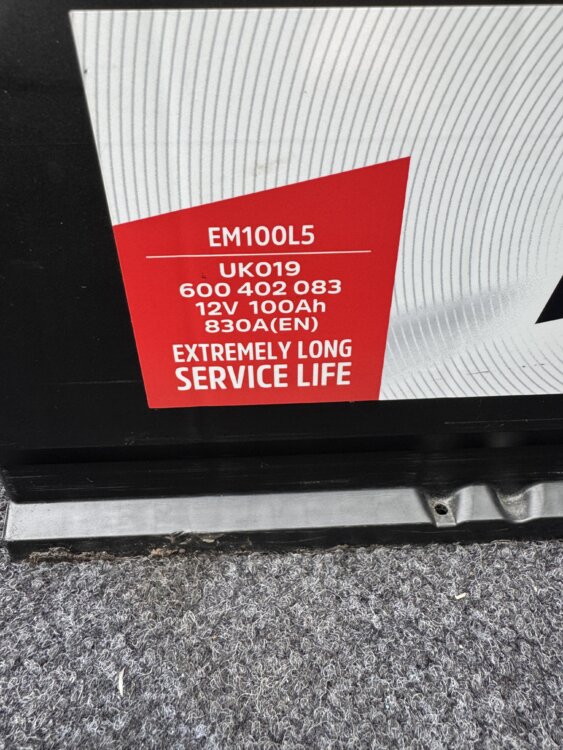 EM100L5
UK019
600 402 083
12V 100Ah
830A(EN)
EXTREMELY LONG
SERVICE LIFE